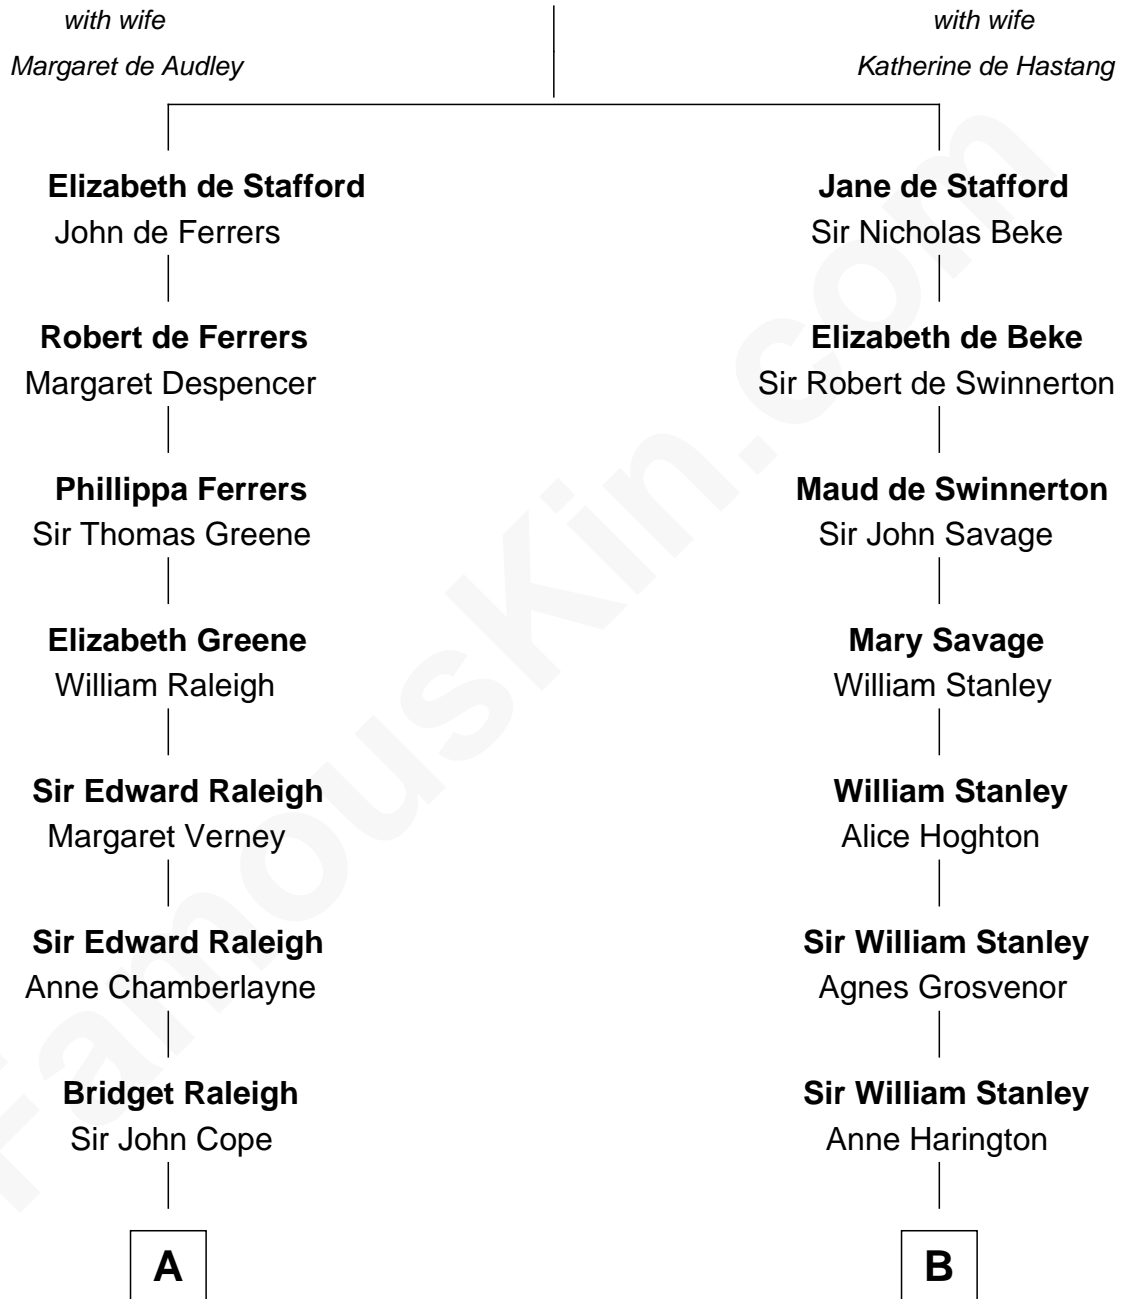 with wife
Margaret de Audley
with wife
Katherine de Hastang
Elizabeth de Stafford
John de Ferrers
Jane de Stafford
Sir Nicholas Beke
Robert de Ferrers
Margaret Despencer
Elizabeth de Beke
Sir Robert de Swinnerton
Phillippa Ferrers
Sir Thomas Greene
Maud de Swinnerton
Sir John Savage
Elizabeth Greene
William Raleigh
Mary Savage
William Stanley
Sir Edward Raleigh
Margaret Verney
William Stanley
Alice Hoghton
Sir Edward Raleigh
Anne Chamberlayne
Sir William Stanley
Agnes Grosvenor
Bridget Raleigh
Sir John Cope
Sir William Stanley
Anne Harington
A
B
FamousKin.com